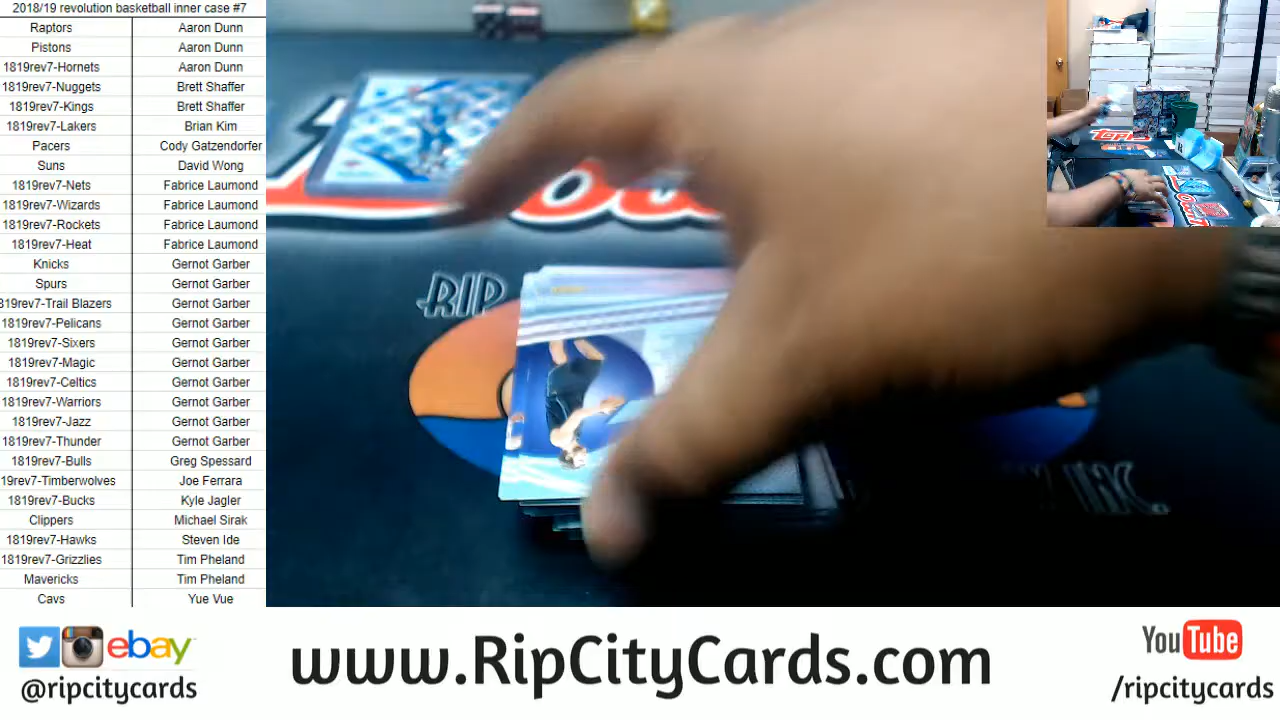 2018/19 revolution basketball inner case #7
Raptors Aaron Dunn
Pistons Aaron Dunn
1819rev7-Hornets Aaron Dunn
1819rev7-Nuggets Brett Shaffer
1819rev7-Kings Brett Shaffer
1819rev7-Lakers Brian Kim
Pacers Cody Gatzendorfer
Suns David Wong
1819rev7-Nets Fabrice Laumond
1819rev7-Wizards Fabrice Laumond
1819rev7-Rockets Fabrice Laumond
1819rev7-Heat Fabrice Laumond
Knicks Gernot Garber
Spurs Gernot Garber
819rev7-Trail Blazers Gernot Garber
1819rev7-Pelicans Gernot Garber
1819rev7-Sixers Gernot Garber
1819rev7-Magic Gernot Garber
1819rev7-Celtics Gernot Garber
1819rev7-Warriors Gernot Garber
1819rev7-Jazz Gernot Garber
1819rev7-Thunder Gernot Garber
1819rev7-Bulls Greg Spessard
19rev7-Timberwolves Joe Ferrara
1819rev7-Bucks Kyle Jagler
Clippers Michael Sirak
1819rev7-Hawks Steven Ide
1819rev7-Grizzlies Tim Pheland
Mavericks Tim Pheland
Cavs Yue Vue
RIP
ebay
@ripcitycards
www.RipCityCards.com
YouTube
/ripcitycards